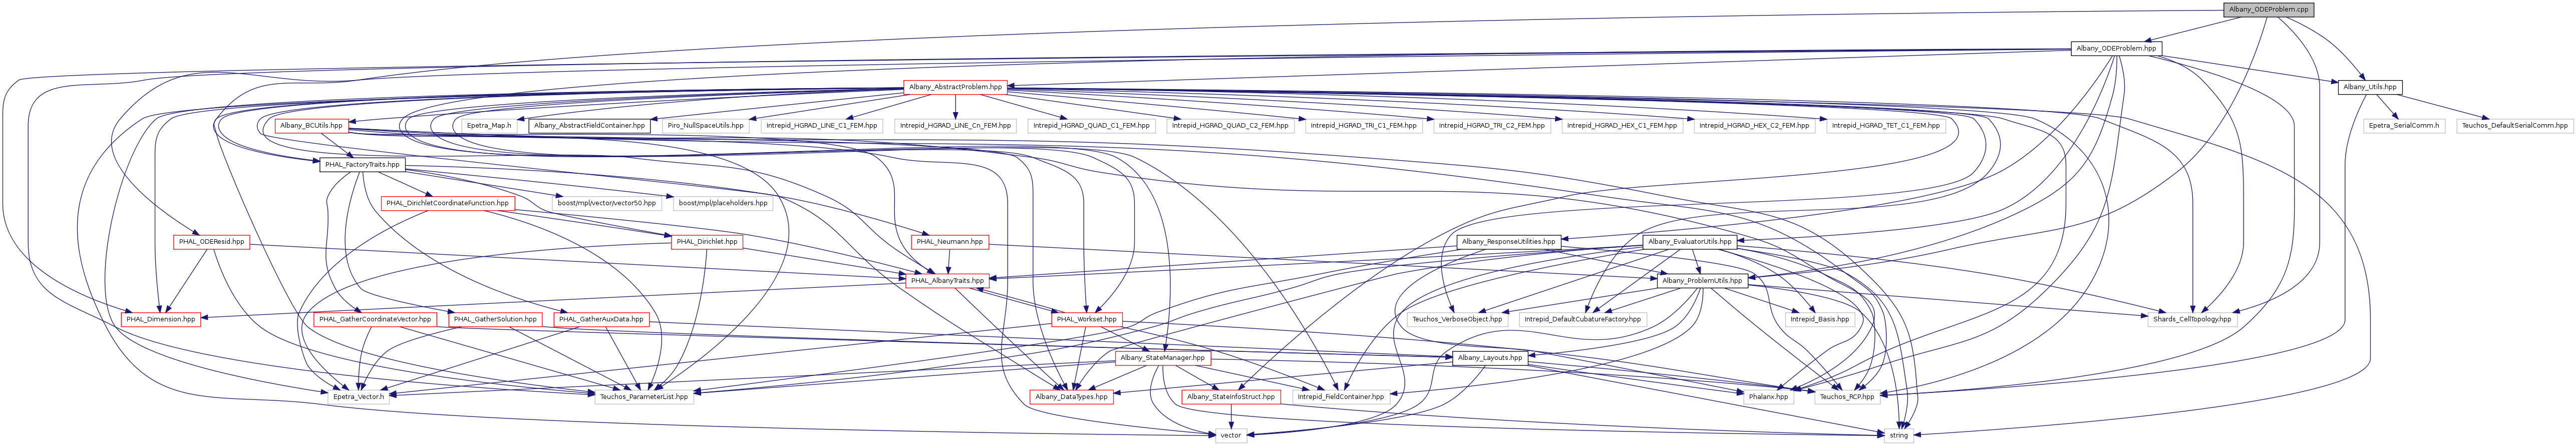 Albany_ODEProblem.cpp
Albany_ODEProblem.hpp
Albany_AbstractProblem.hpp
Albany_Utils.hpp
Albany_BCUtils.hpp
Epetra_Map.h
Albany_AbstractFieldContainer.hpp
Piro_NullSpaceUtils.hpp
Intrepid_HGRAD_LINE_C1_FEM.hpp
Intrepid_HGRAD_LINE_Cn_FEM.hpp
Intrepid_HGRAD_QUAD_C1_FEM.hpp
Intrepid_HGRAD_QUAD_C2_FEM.hpp
Intrepid_HGRAD_TRI_C1_FEM.hpp
Intrepid_HGRAD_TRI_C2_FEM.hpp
Intrepid_HGRAD_HEX_C1_FEM.hpp
Intrepid_HGRAD_HEX_C2_FEM.hpp
Intrepid_HGRAD_TET_C1_FEM.hpp
Epetra_SerialComm.h
Teuchos_DefaultSerialComm.hpp
PHAL_FactoryTraits.hpp
PHAL_DirichletCoordinateFunction.hpp
boost/mpl/vector/vector50.hpp
boost/mpl/placeholders.hpp
PHAL_ODEResid.hpp
PHAL_Dirichlet.hpp
PHAL_Neumann.hpp
Albany_ResponseUtilities.hpp
Albany_EvaluatorUtils.hpp
PHAL_AlbanyTraits.hpp
Albany_ProblemUtils.hpp
PHAL_Dimension.hpp
PHAL_GatherCoordinateVector.hpp
PHAL_GatherSolution.hpp
PHAL_GatherAuxData.hpp
PHAL_Workset.hpp
Teuchos_VerboseObject.hpp
Intrepid_DefaultCubatureFactory.hpp
Intrepid_Basis.hpp
Shards_CellTopology.hpp
Albany_StateManager.hpp
Albany_Layouts.hpp
Epetra_Vector.h
Teuchos_ParameterList.hpp
Albany_DataTypes.hpp
Albany_StateInfoStruct.hpp
Intrepid_FieldContainer.hpp
Phalanx.hpp
Teuchos_RCP.hpp
vector
string